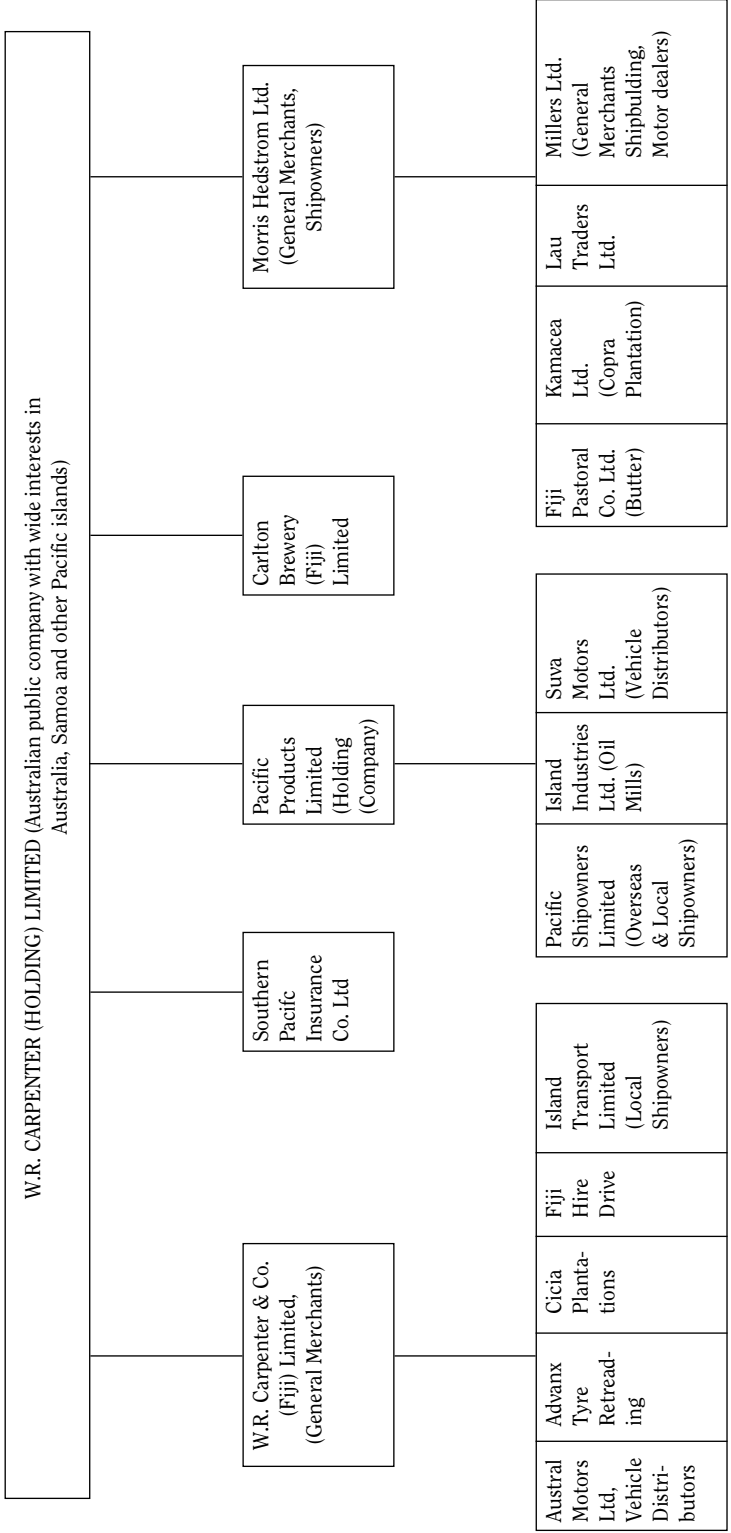 W.R. CARPENTER (HOLDING) LIMITED (Australian public company with wide interests in
Australia, Samoa and other Pacific islands)
W.R. Carpenter & Co.
(Fiji) Limited,
(General Merchants)
Southern
Pacifc
Insurance
Co. Ltd
Pacific
Products
Limited
(Holding
(Company)
Carlton
Brewery
(Fiji)
Limited
Morris Hedstrom Ltd.
(General Merchants,
Shipowners)
Austral
Motors
Ltd,
Vehicle
Distri-
butors
Advanx
Tyre
Retread-
ing
Cicia
Planta-
tions
Fiji
Hire
Drive
Island
Transport
Limited
(Local
Shipowners)
Pacific
Shipowners
Limited
(Overseas
& Local
Shipowners)
Island
Industries
Ltd. (Oil
Mills)
Suva
Motors
Ltd.
(Vehicle
Distributors)
Fiji
Pastoral
Co. Ltd.
(Butter)
Kamacea
Ltd.
(Copra
Plantation)
Lau
Traders
Ltd.
Millers Ltd.
(General
Merchants
Shipbulding,
Motor dealers)